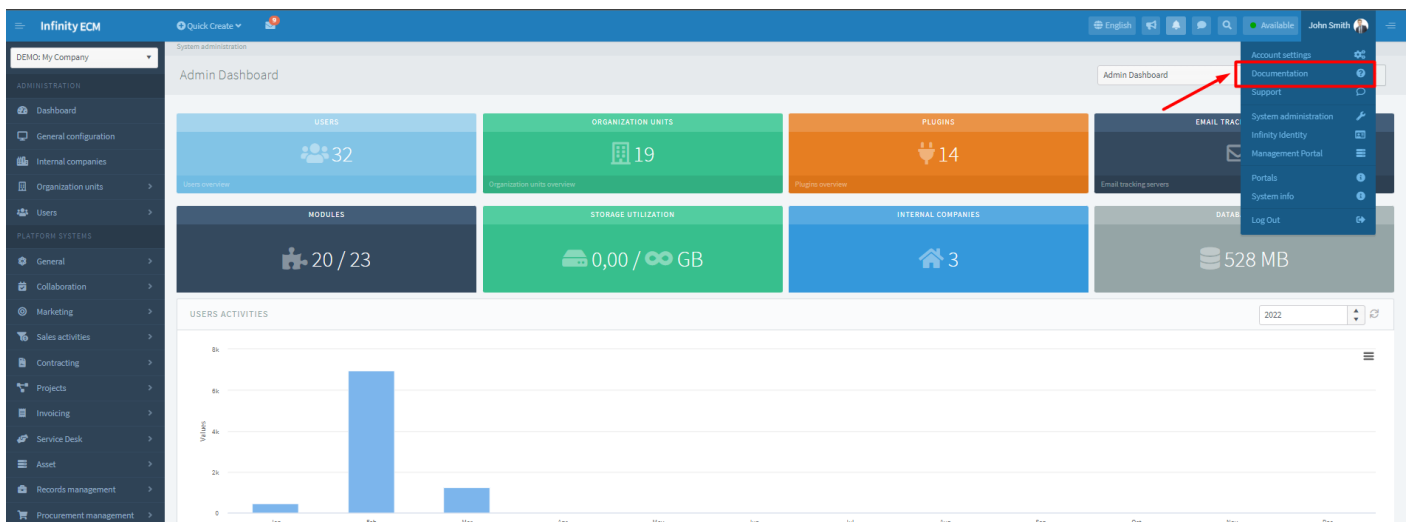 Infinity ECM
Quick Create
9
English
Available
John Smith
DEMO: My Company
ADMINISTRATION
Dashboard
General configuration
Internal companies
Organization units
Users
PLATFORM SYSTEMS
General
Collaboration
Marketing
Sales activities
Contracting
Projects
Invoicing
Service Desk
Asset
Records management
Procurement management
System administration
Admin Dashboard
Admin Dashboard
Account settings
Documentation
Support
System administration
Infinity Identity
Management Portal
Portals
System info
Log Out
USERS
32
Users overview
ORGANIZATION UNITS
19
Organization units overview
PLUGINS
14
Plugins overview
EMAIL TRAC
Email tracking servers
MODULES
20 / 23
STORAGE UTILIZATION
0,00 / ∞ GB
INTERNAL COMPANIES
3
DATAB
528 MB
USERS ACTIVITIES
2022
8k
6k
4k
2k
0
Values